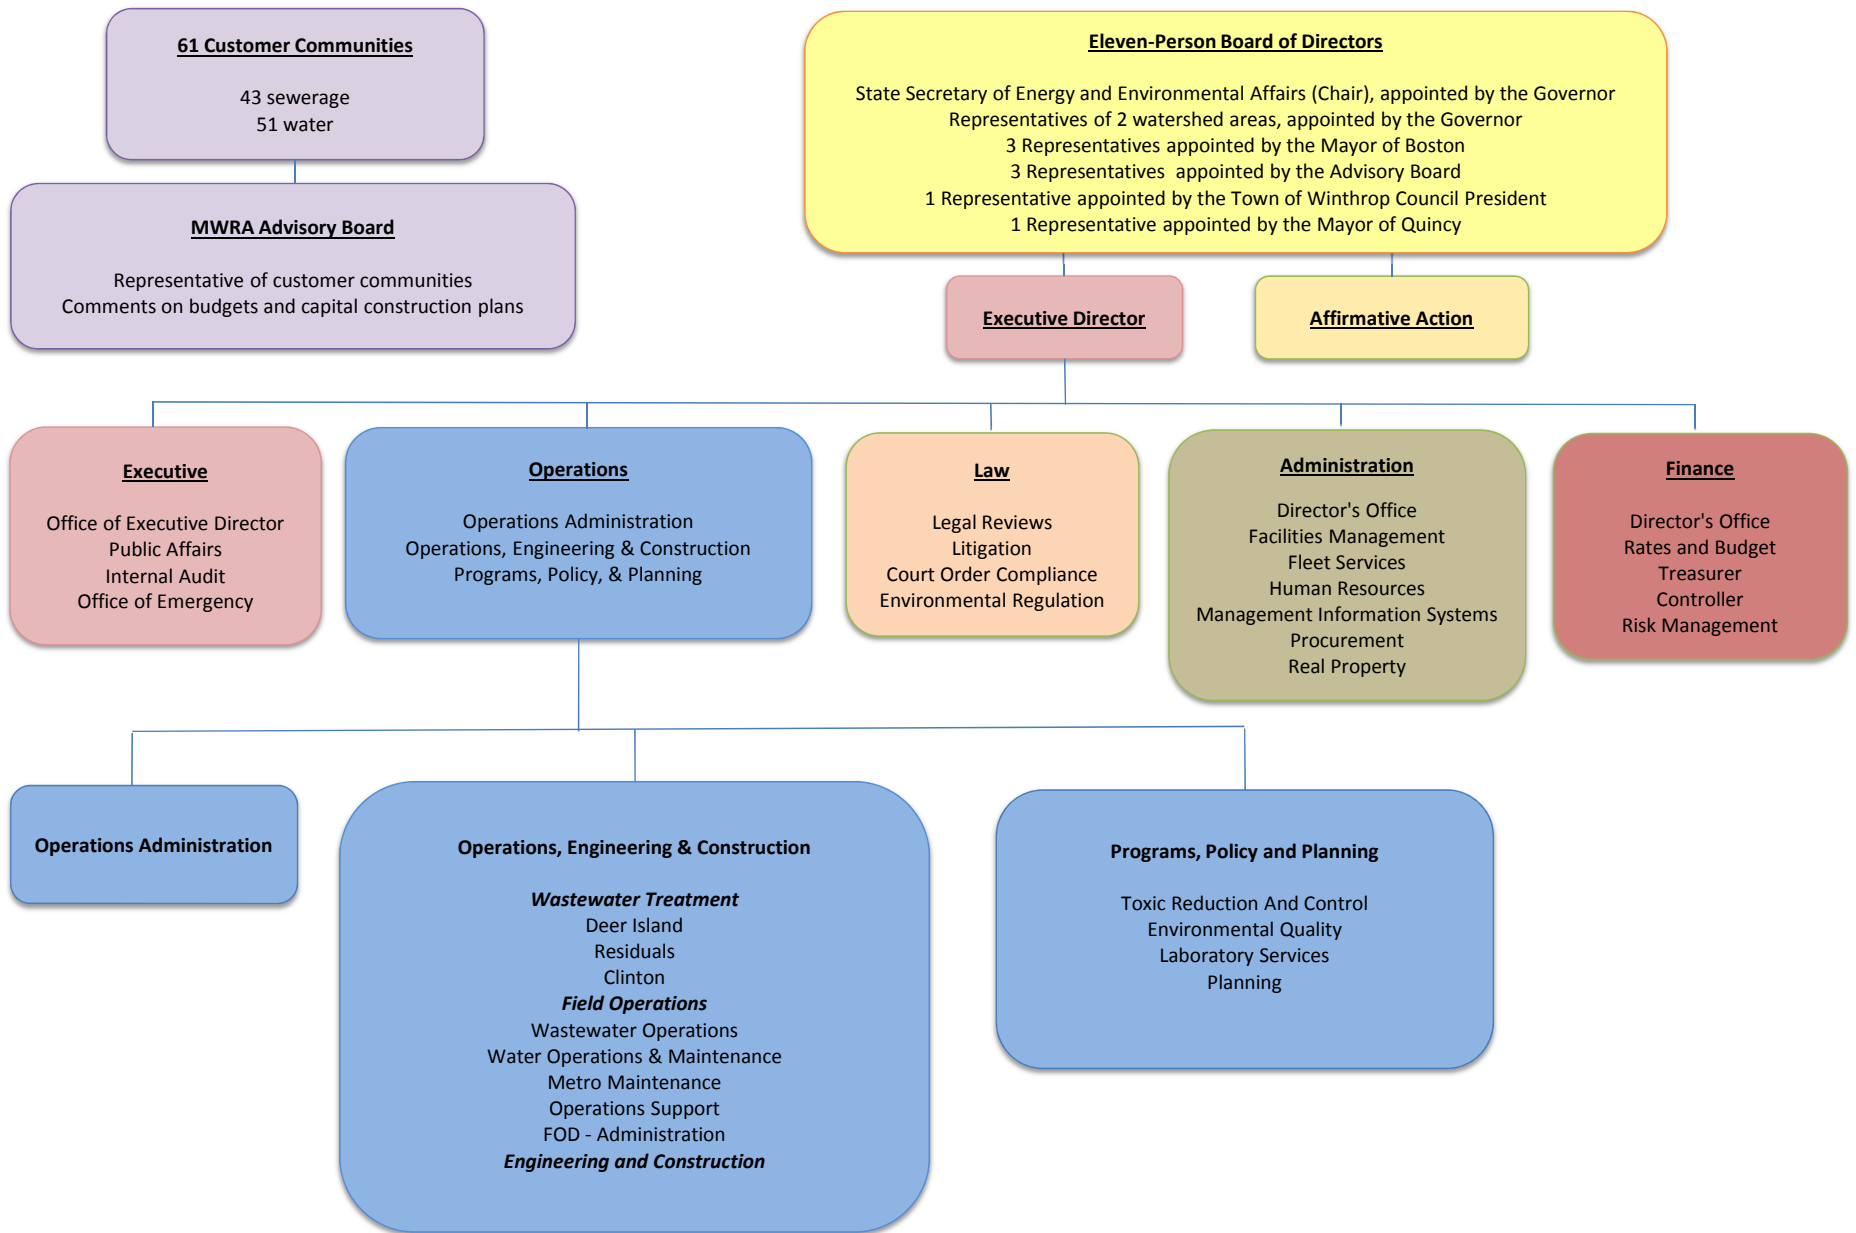 61 Customer Communities
43 sewerage
51 water
MWRA Advisory Board
Representative of customer communities
Comments on budgets and capital construction plans
Eleven-Person Board of Directors
State Secretary of Energy and Environmental Affairs (Chair), appointed by the Governor
Representatives of 2 watershed areas, appointed by the Governor
3 Representatives appointed by the Mayor of Boston
3 Representatives appointed by the Advisory Board
1 Representative appointed by the Town of Winthrop Council President
1 Representative appointed by the Mayor of Quincy
Executive Director
Affirmative Action
Executive
Office of Executive Director
Public Affairs
Internal Audit
Office of Emergency
Operations
Operations Administration
Operations, Engineering & Construction
Programs, Policy, & Planning
Law
Legal Reviews
Litigation
Court Order Compliance
Environmental Regulation
Administration
Director's Office
Facilities Management
Fleet Services
Human Resources
Management Information Systems
Procurement
Real Property
Finance
Director's Office
Rates and Budget
Treasurer
Controller
Risk Management
Operations Administration
Operations, Engineering & Construction
Wastewater Treatment
Deer Island
Residuals
Clinton
Field Operations
Wastewater Operations
Water Operations & Maintenance
Metro Maintenance
Operations Support
FOD - Administration
Engineering and Construction
Programs, Policy and Planning
Toxic Reduction And Control
Environmental Quality
Laboratory Services
Planning